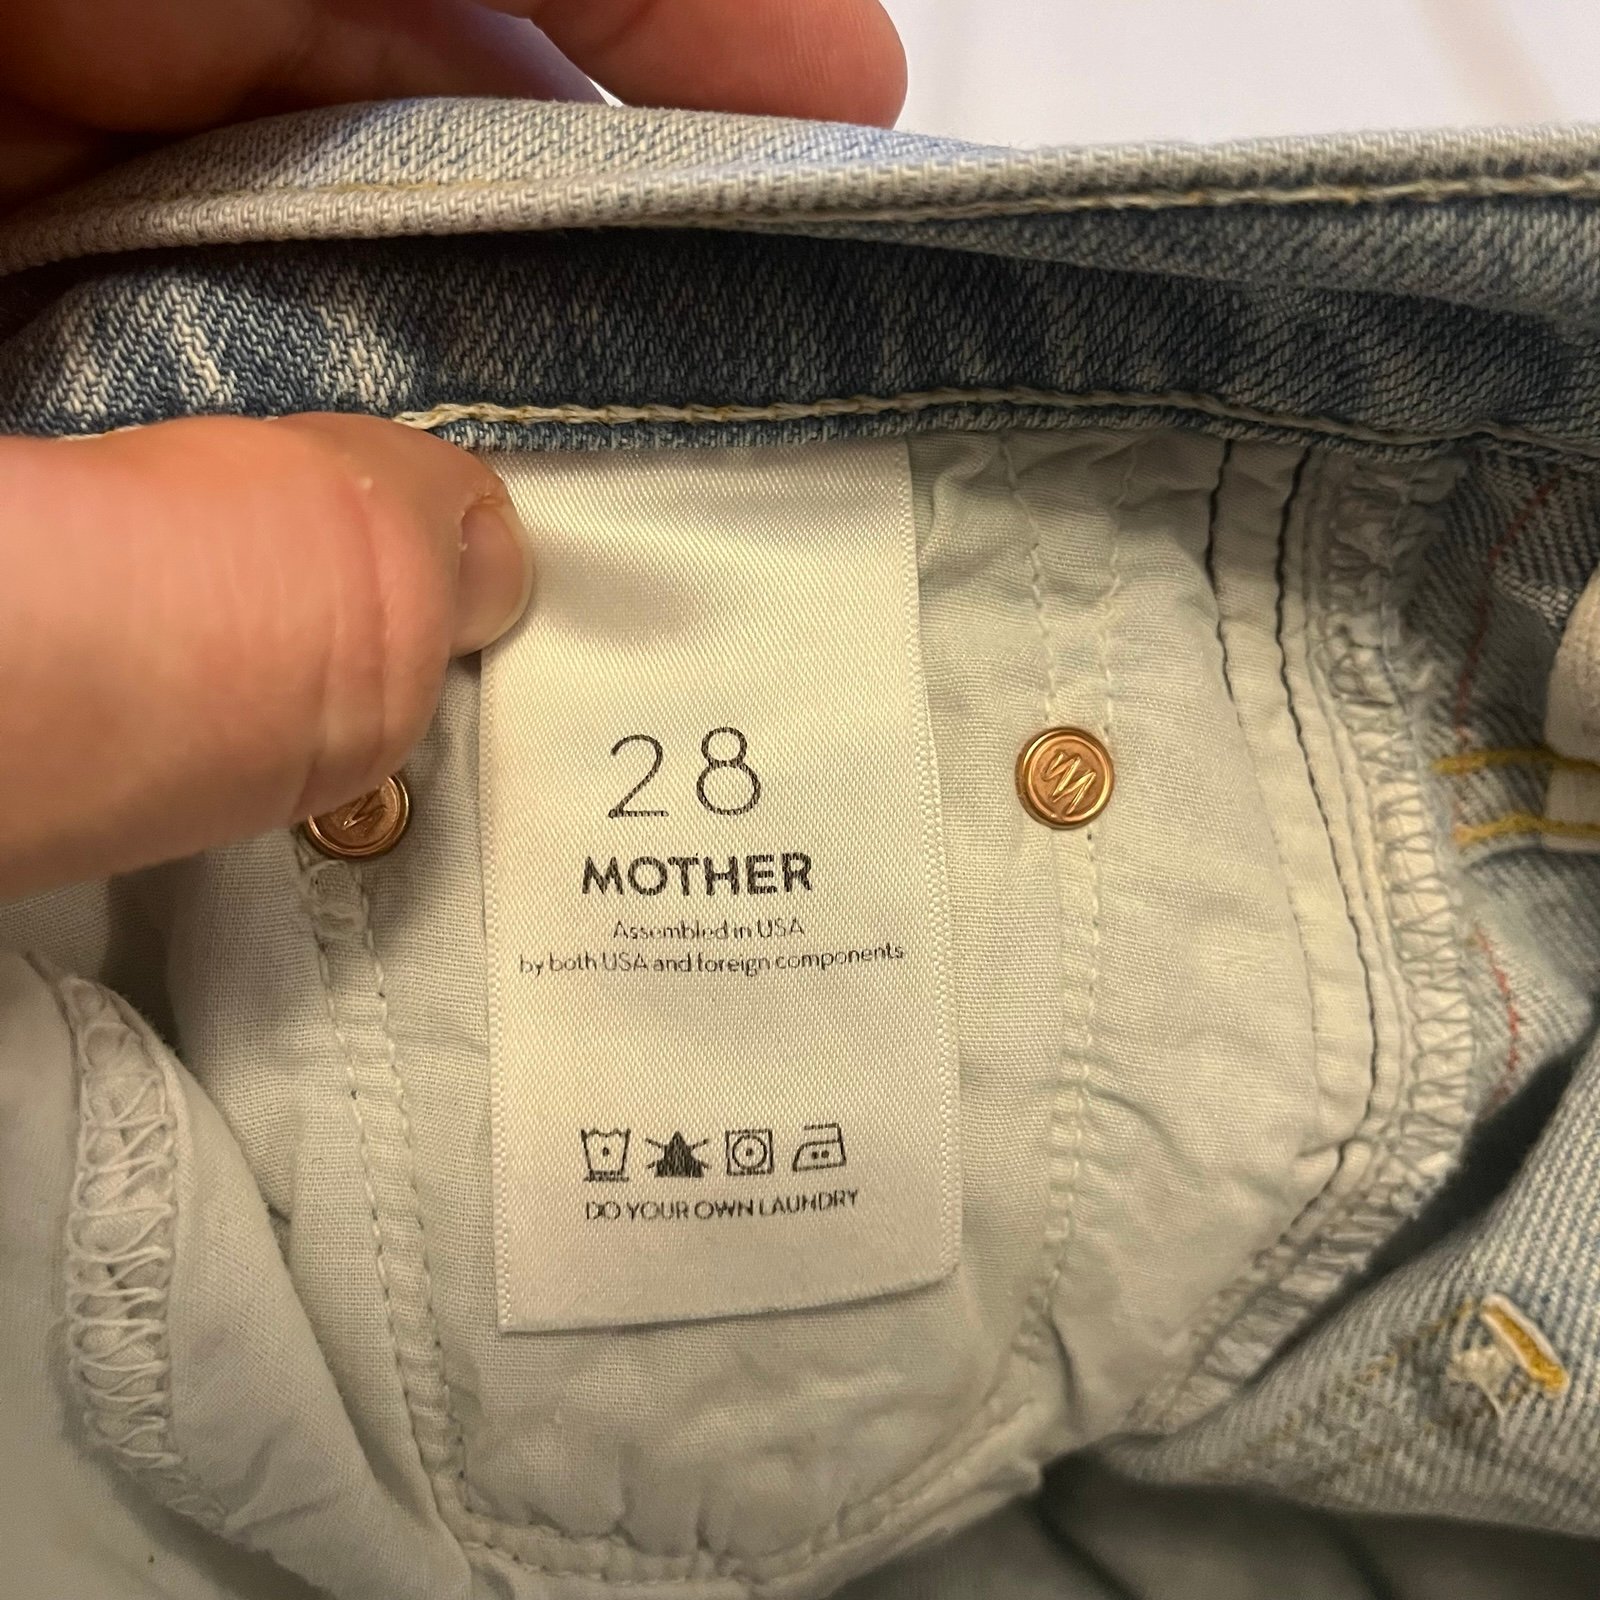 28
MOTHER
Assembled in USA
by both USA and foreign components
DO YOUR OWN LAUNDRY